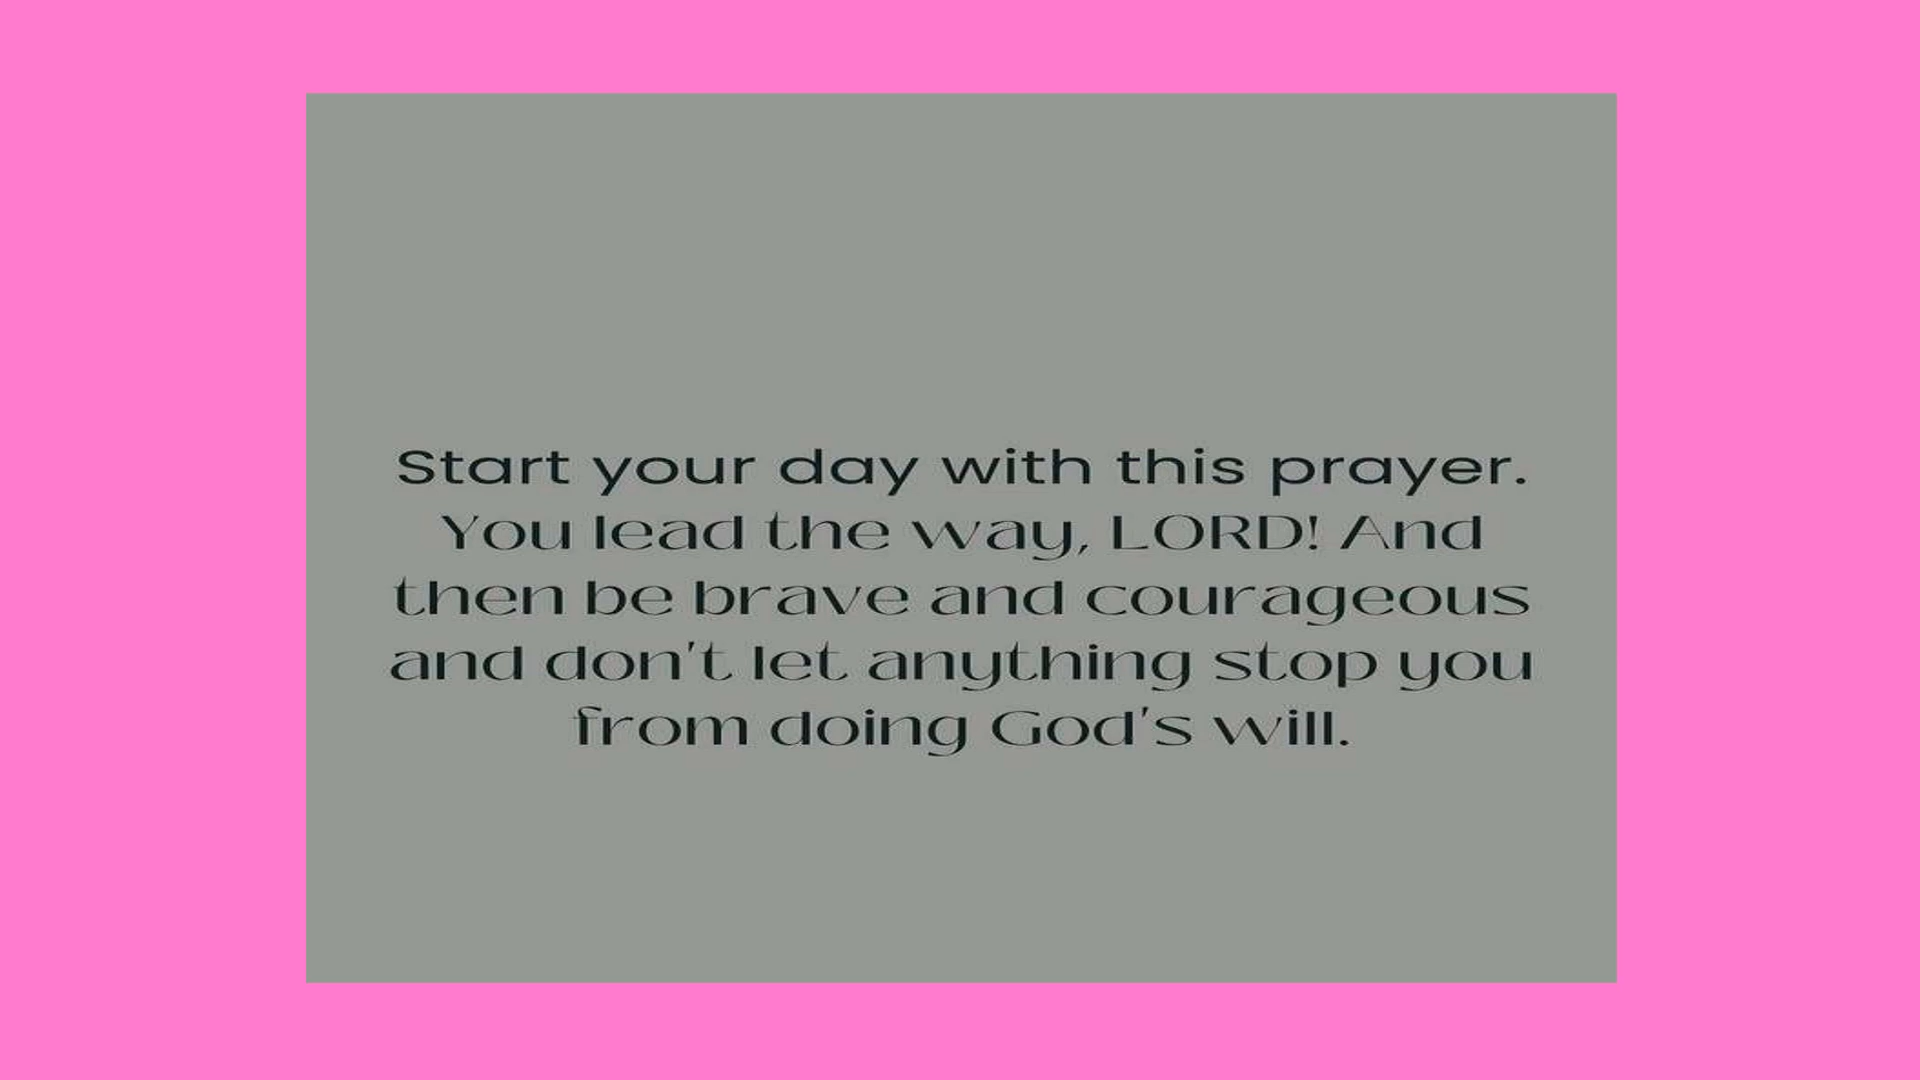 Start your day with this prayer.
You lead the way, LORD! And
then be brave and courageous
and don't let anything stop you
from doing God's will.